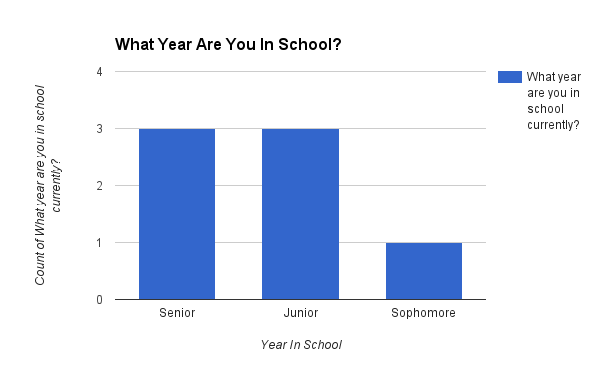 What Year Are You In School?
Count of What year are you in school
currently?
4
3
2
1
0
Senior
Junior
Sophomore
Year In School
What year
are you in
school
currently?